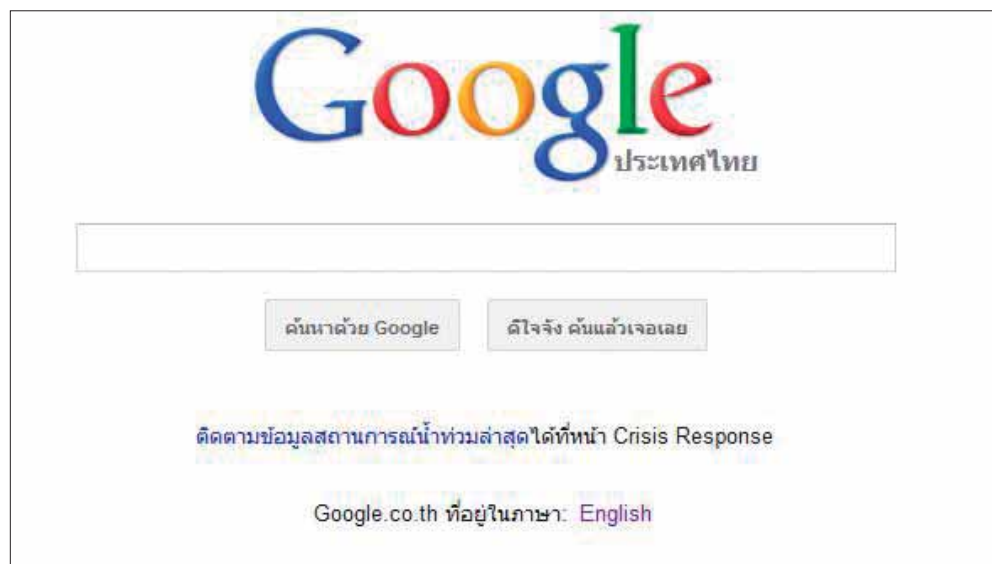 Google
ประเทศไทย
ค้นหาด้วย Google
ดีใจจัง ค้นแล้วเจอเลย
ติดตามข้อมูลสถานการณ์น้ำท่วมล่าสุดได้ที่หน้า Crisis Response
Google.co.th ที่อยู่ในภาษา: English